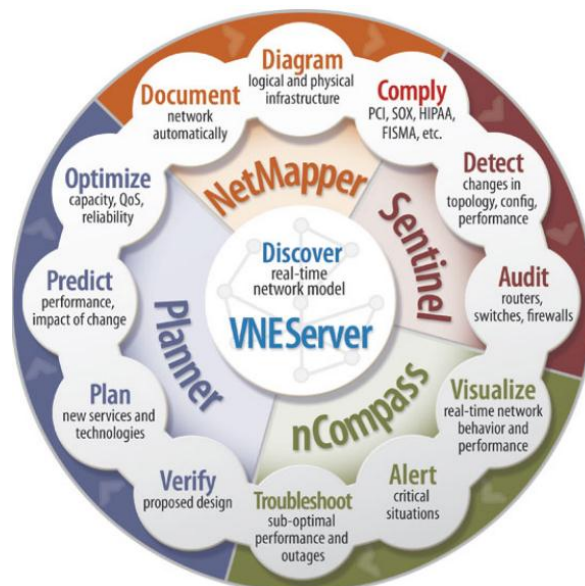 Diagram
logical and physical
infrastructure
Comply
PCI, SOX, HIPAA,
FISMA, etc.
Detect
changes in
topology, config,
performance
Audit
routers,
switches, firewalls
Visualize
real-time network
behavior and
performance
Alert
critical
situations
Troubleshoot
sub-optimal
performance and
outages
Verify
proposed design
Plan
new services and
technologies
Predict
performance,
impact of change
Optimize
capacity, QoS,
reliability
Document
network
automatically
NetMapper
Sentinel
nCompass
Planner
Discover
real-time
network model
VNEServer